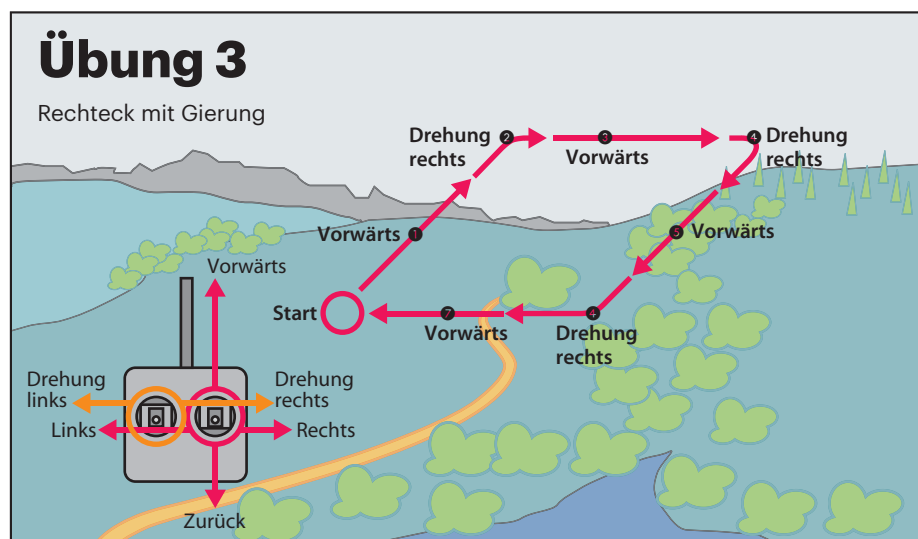 Übung 3
Rechteck mit Gierung
Drehung
rechts
2
3
Vorwärts
4
Drehung
rechts
Vorwärts
1
5
Vorwärts
Start
7
Vorwärts
4
Drehung
rechts
Vorwärts
Drehung
links
Drehung
rechts
Links
Rechts
Zurück